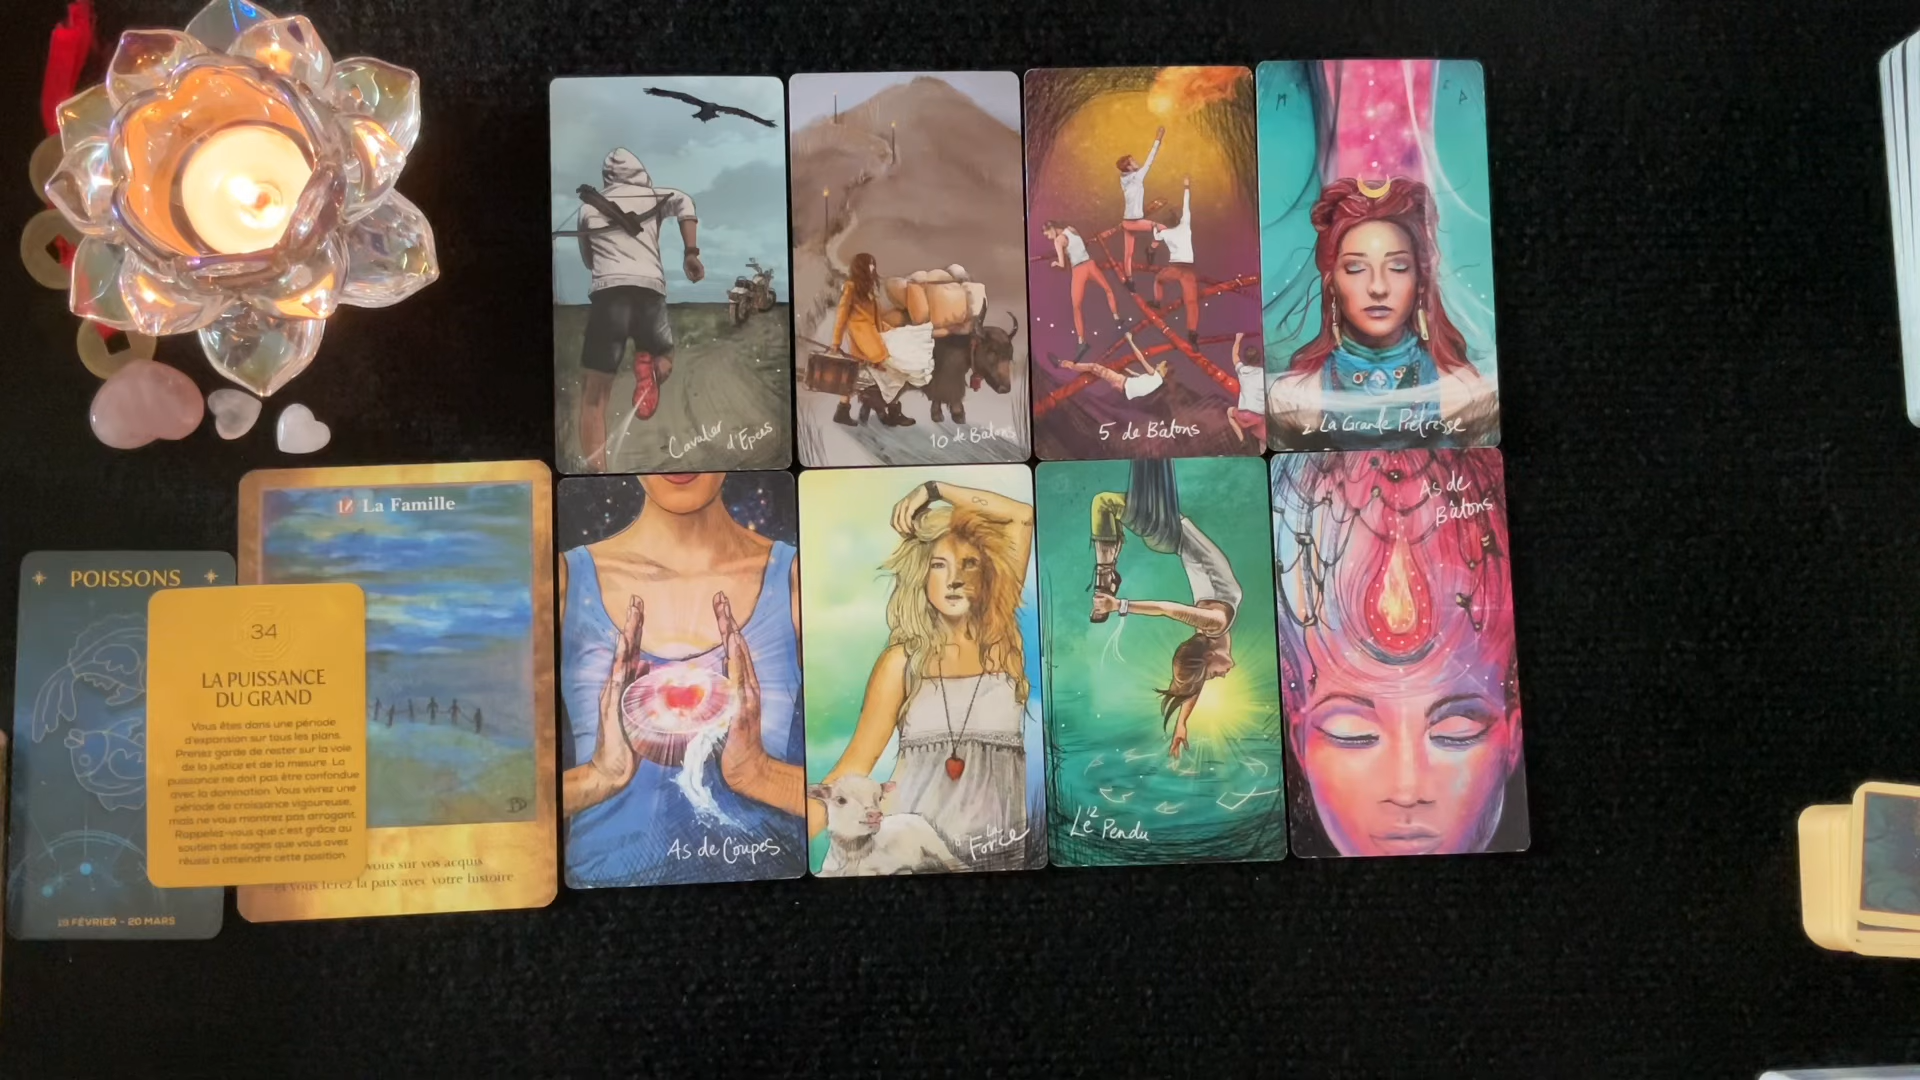 Cavalier
d'Epees
10 de Bâtons
5 de Bâtons
2 La Grande Prêtresse
La Famille
POISSONS
34
LA PUISSANCE
DU GRAND
Vous êtes dans une période
d'expansion sur tous les plans.
Prenez garde de rester sur la voie
de la justice et de la mesure. La
puissance ne doit pas être confondue
avec la domination. Vous vivrez une
période de croissance vigoureuse,
mais ne vous montrez pas arrogant.
Rappelez-vous que c'est grâce au
soutien des sages que vous avez
réussi à atteindre cette position.
vous sur vos acquis
et vous ferez la paix avec votre histoire
19 FÉVRIER - 20 MARS
As de Coupes
La
Force
12
Le Pendu
As de
Bâtons